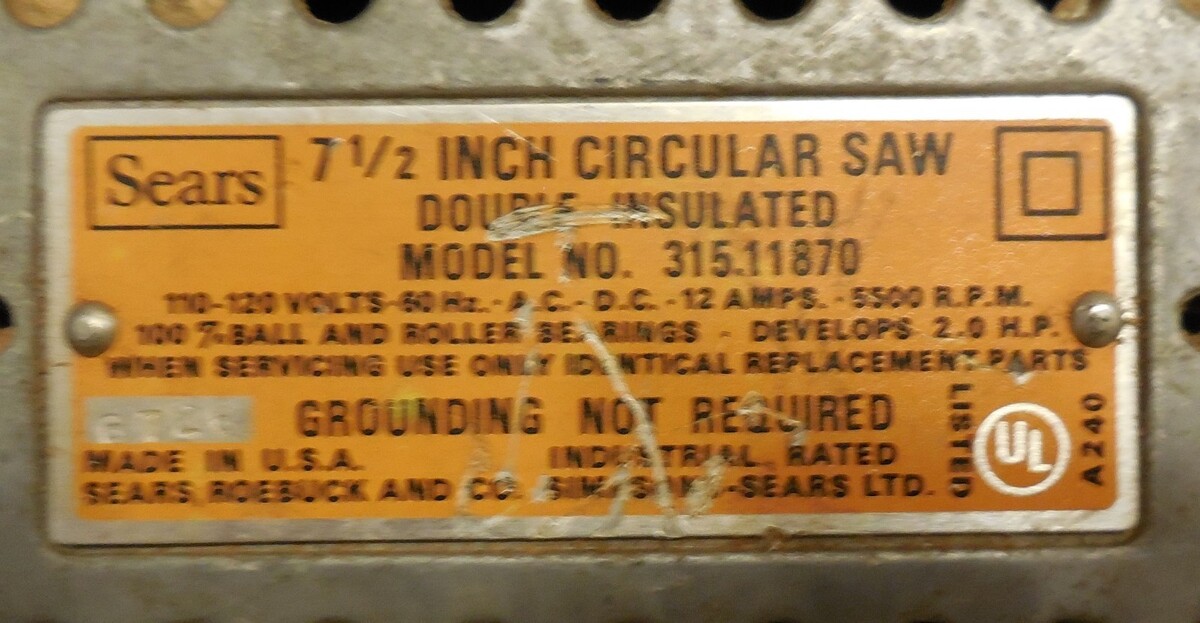 Sears
7 1/2 INCH CIRCULAR SAW
DOUBLE INSULATED
MODEL NO. 315.11870
110-120 VOLTS-60 Hz. - A.C. - D.C. - 12 AMPS. - 5500 R.P.M.
100 % BALL AND ROLLER BEARINGS - DEVELOPS 2.0 H.P.
WHEN SERVICING USE ONLY IDENTICAL REPLACEMENT PARTS
GROUNDING NOT REQUIRED
MADE IN U.S.A. INDUSTRIAL RATED
SEARS, ROEBUCK AND CO. SIMPSONS-SEARS LTD.
LISTED
UL
A240